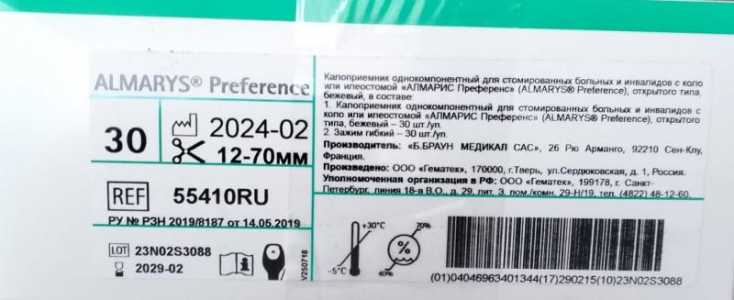 ALMARYS® Preference
30
2024-02
12-70мм
REF 55410RU
РУ № РЗН 2019/8187 от 14.05.2019
LOT 23N02S3088
2029-02
V250718
Калоприемник однокомпонентный для стомированных больных и инвалидов с коло
или илеостомой «АЛМАРИС Преференс» (ALMARYS® Preference), открытого типа,
бежевый, в составе:
1. Калоприемник однокомпонентный для стомированных больных и инвалидов с
коло или илеостомой «АЛМАРИС Преференс» (ALMARYS® Preference), открытого
типа, бежевый – 30 шт./уп.
2. Зажим гибкий – 30 шт./уп.
Производитель: «Б.БРАУН МЕДИКАЛ САС», 26 Рю Арманго, 92210 Сен-Клу,
Франция.
Произведено: ООО «Гематек», 170000, г.Тверь, ул.Сердюковская, д. 1, Россия.
Уполномоченная организация в РФ: ООО «Гематек», 199178, г. Санкт-
Петербург, линия 18-я В.О., д. 29, лит. З, пом./комн. 29-Н/19, тел. (4822) 48-12-60.
+30°C
-5°C
70%
%
40%
(01)04046963401344(17)290215(10)23N02S3088